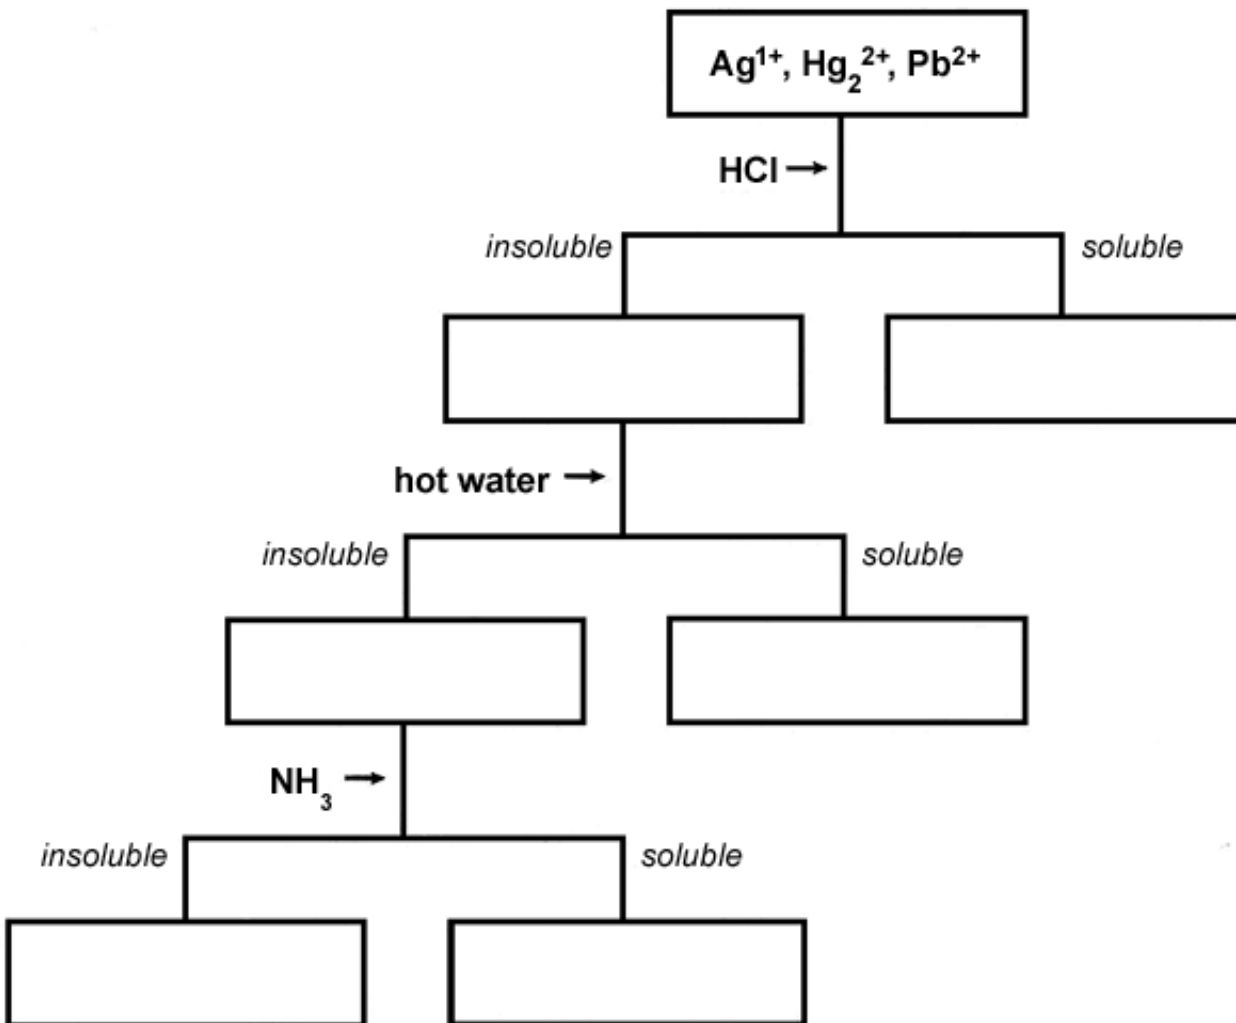 Ag¹⁺, Hg₂²⁺, Pb²⁺
HCl →
insoluble
soluble
hot water →
insoluble
soluble
NH₃ →
insoluble
soluble